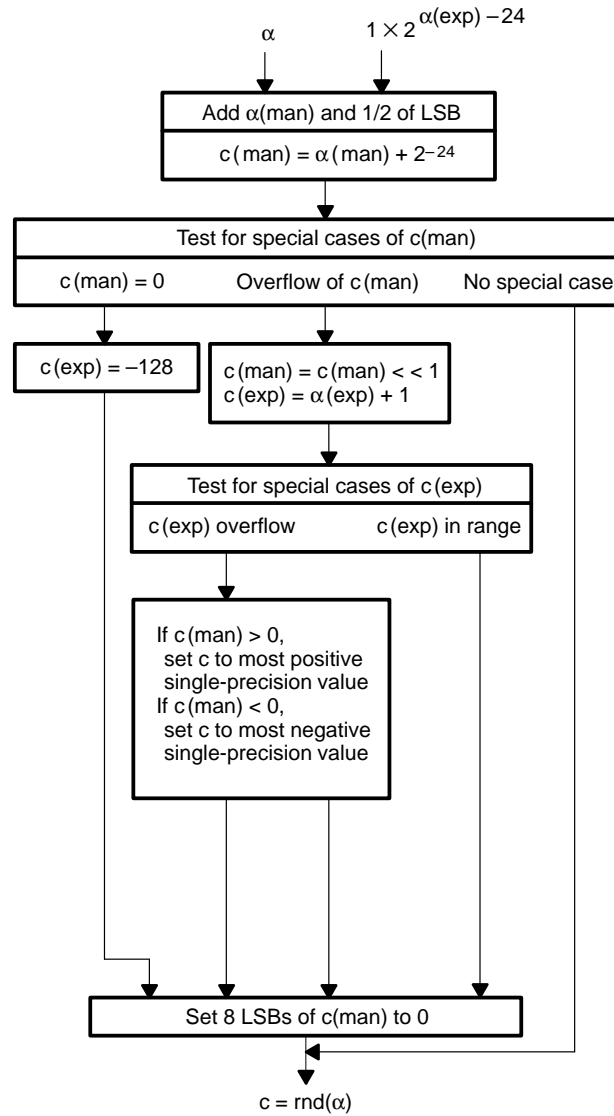 α
1 × 2^α(exp) – 24
Add α(man) and 1/2 of LSB
c(man) = α(man) + 2–24
Test for special cases of c(man)
c(man) = 0 Overflow of c(man) No special case
c(exp) = –128
c(man) = c(man) < < 1
c(exp) = α(exp) + 1
Test for special cases of c(exp)
c(exp) overflow c(exp) in range
If c(man) > 0,
set c to most positive
single-precision value
If c(man) < 0,
set c to most negative
single-precision value
Set 8 LSBs of c(man) to 0
c = rnd(α)